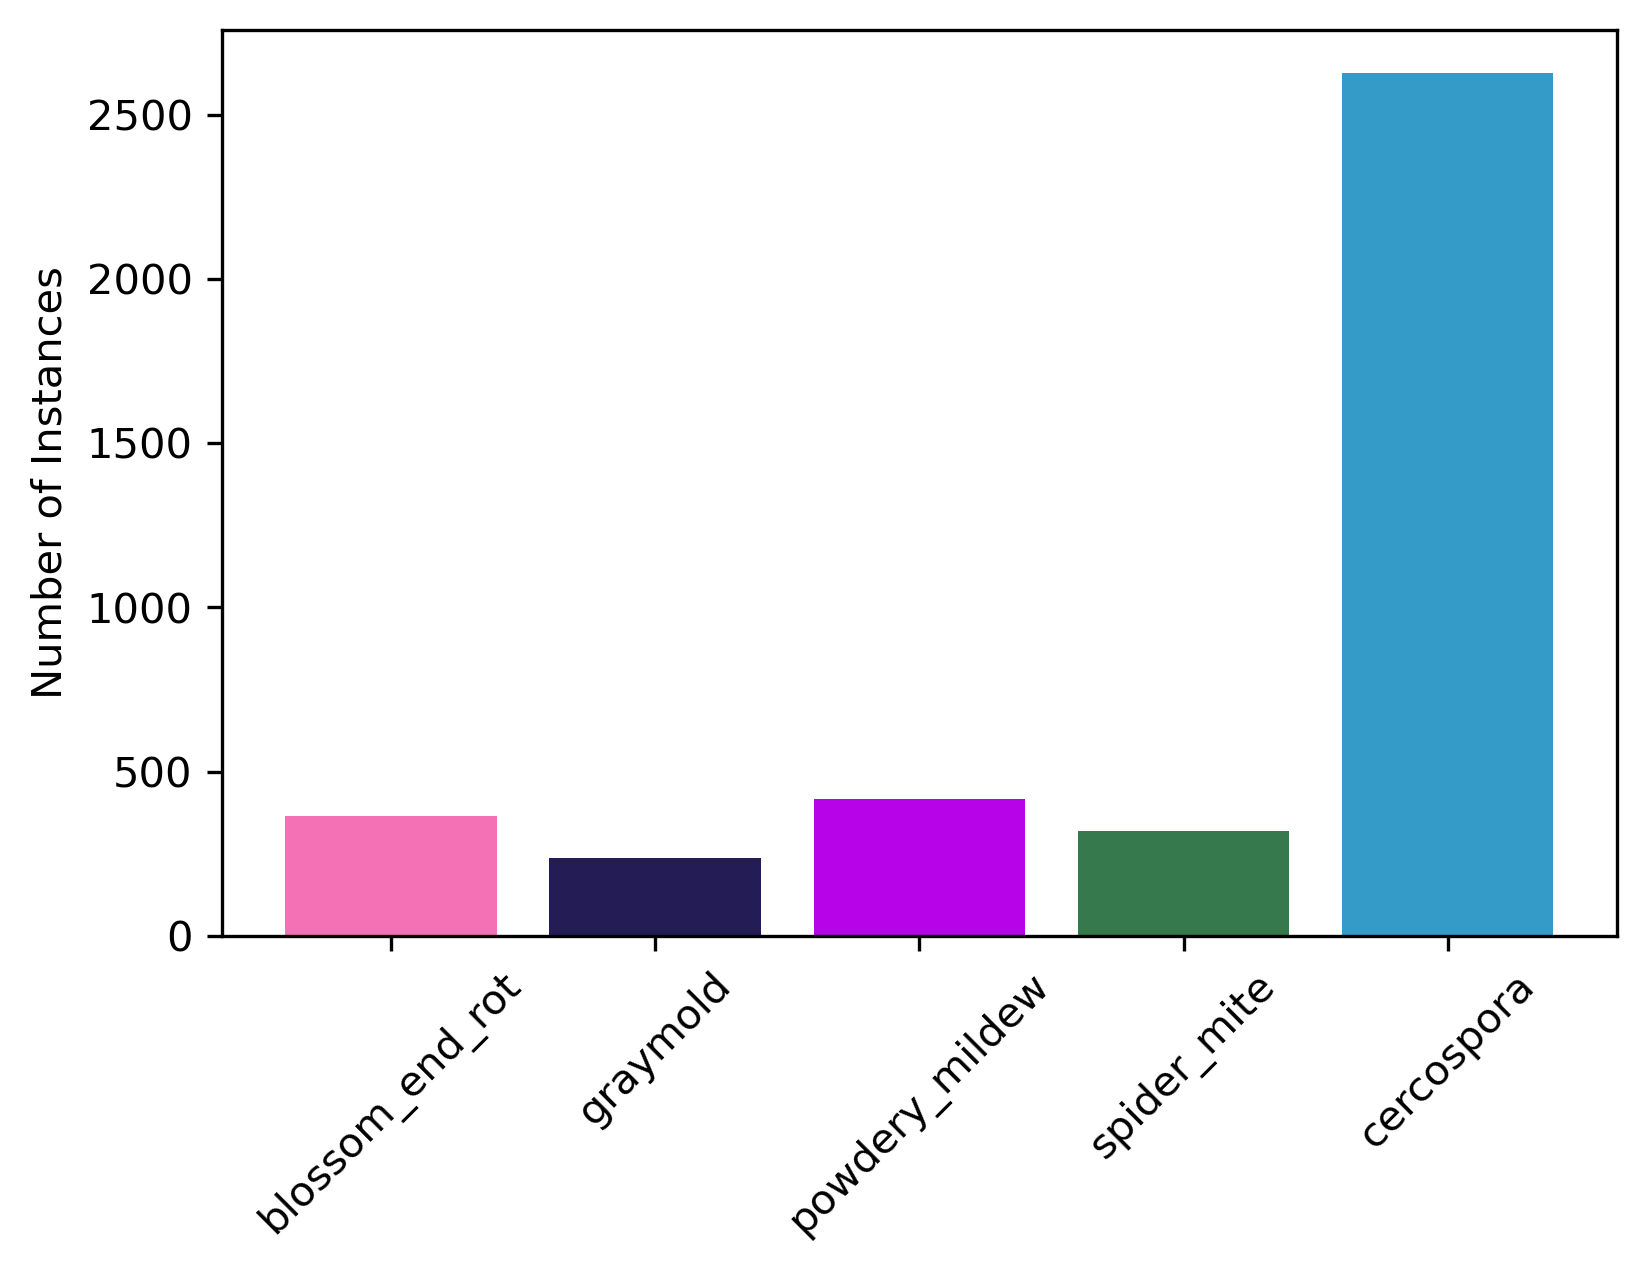 Number of Instances
2500
2000
1500
1000
500
0
blossom_end_rot
graymold
powdery_mildew
spider_mite
cercospora